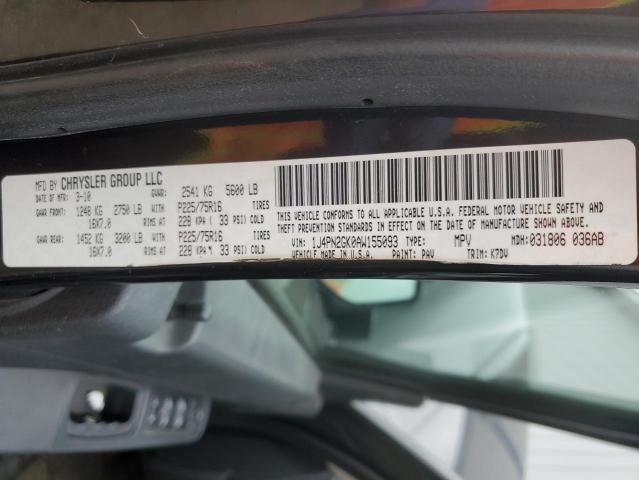 MFD BY CHRYSLER GROUP LLC
DATE OF MFR: 3-10 GVWR: 2541 KG 5600 LB
GAWR FRONT 1248 KG 2750 LB WITH P225/75R16 TIRES
16X7.0 RIMS AT 228 KPA ( 33 PSI) COLD
GAWR REAR 1452 KG 3200 LB WITH P225/75R16 TIRES
16X7.0 RIMS AT 228 KPA ( 33 PSI) COLD
THIS VEHICLE CONFORMS TO ALL APPLICABLE U.S.A. FEDERAL MOTOR VEHICLE SAFETY AND
THEFT PREVENTION STANDARDS IN EFFECT ON THE DATE OF MANUFACTURE SHOWN ABOVE.
VIN: 1J4PN2GK0AW155093 TYPE: MPV MDH: 031806 036AB
VEHICLE MADE IN U.S.A. PAINT: PAV TRIM: K7DV